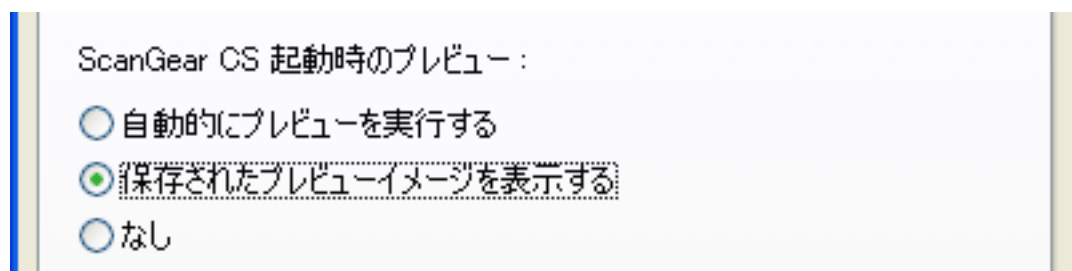 ScanGear CS 起動時のプレビュー：
自動的にプレビューを実行する
保存されたプレビューイメージを表示する
なし